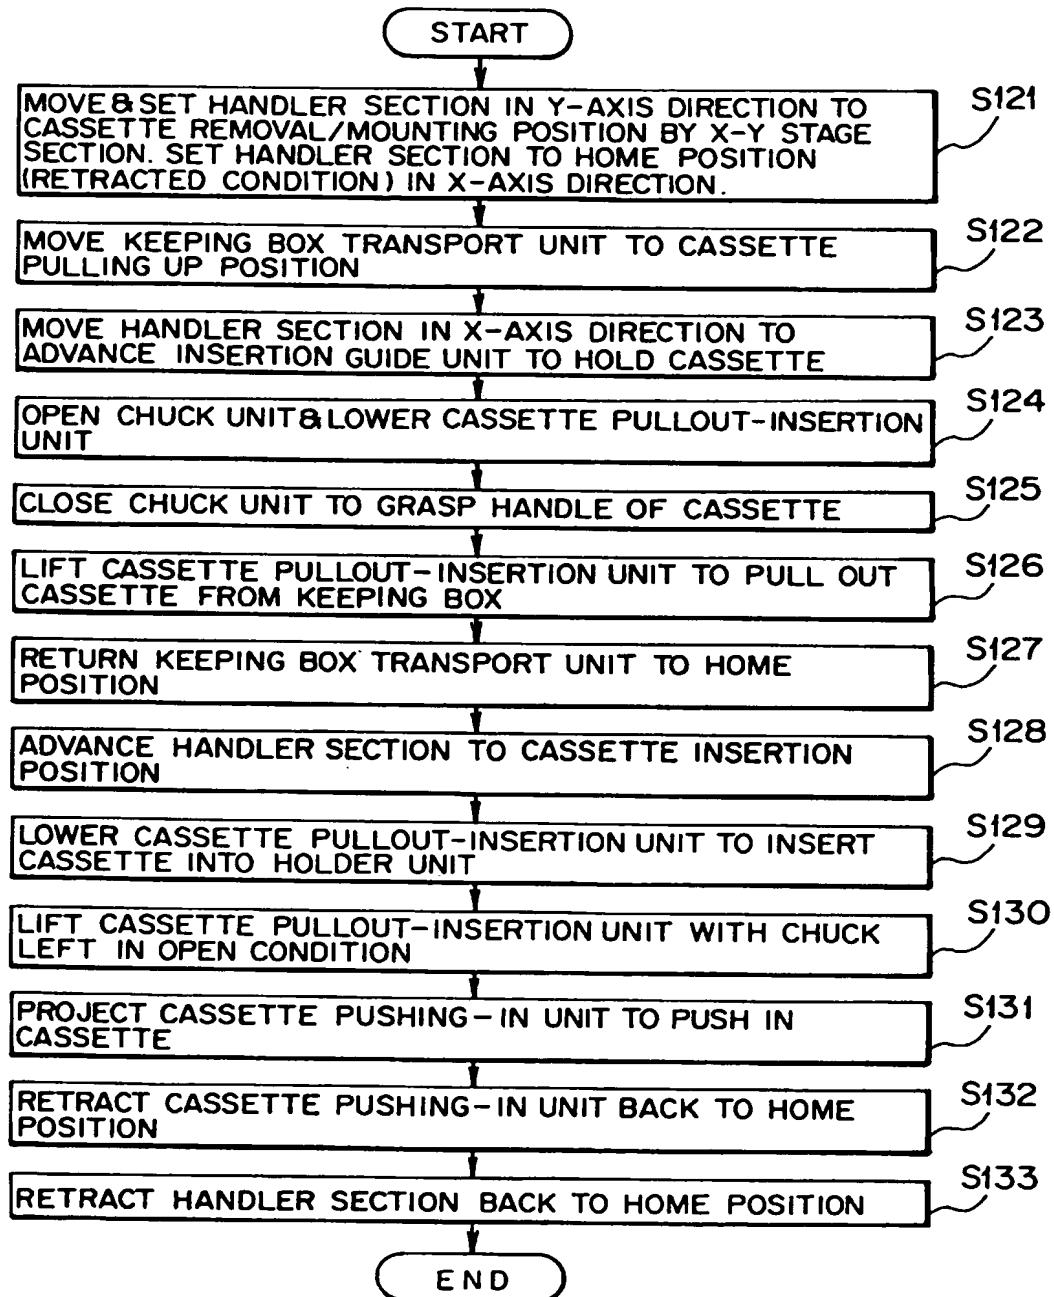 START
MOVE&SET HANDLER SECTION IN Y-AXIS DIRECTION TO
CASSETTE REMOVAL/MOUNTING POSITION BY X-Y STAGE
SECTION. SET HANDLER SECTION TO HOME POSITION
(RETRACTED CONDITION) IN X-AXIS DIRECTION.
S121
MOVE KEEPING BOX TRANSPORT UNIT TO CASSETTE
PULLING UP POSITION
S122
MOVE HANDLER SECTION IN X-AXIS DIRECTION TO
ADVANCE INSERTION GUIDE UNIT TO HOLD CASSETTE
S123
OPEN CHUCK UNIT&LOWER CASSETTE PULLOUT-INSERTION
UNIT
S124
CLOSE CHUCK UNIT TO GRASP HANDLE OF CASSETTE
S125
LIFT CASSETTE PULLOUT-INSERTION UNIT TO PULL OUT
CASSETTE FROM KEEPING BOX
S126
RETURN KEEPING BOX TRANSPORT UNIT TO HOME
POSITION
S127
ADVANCE HANDLER SECTION TO CASSETTE INSERTION
POSITION
S128
LOWER CASSETTE PULLOUT-INSERTION UNIT TO INSERT
CASSETTE INTO HOLDER UNIT
S129
LIFT CASSETTE PULLOUT-INSERTION UNIT WITH CHUCK
LEFT IN OPEN CONDITION
S130
PROJECT CASSETTE PUSHING-IN UNIT TO PUSH IN
CASSETTE
S131
RETRACT CASSETTE PUSHING-IN UNIT BACK TO HOME
POSITION
S132
RETRACT HANDLER SECTION BACK TO HOME POSITION
S133
END